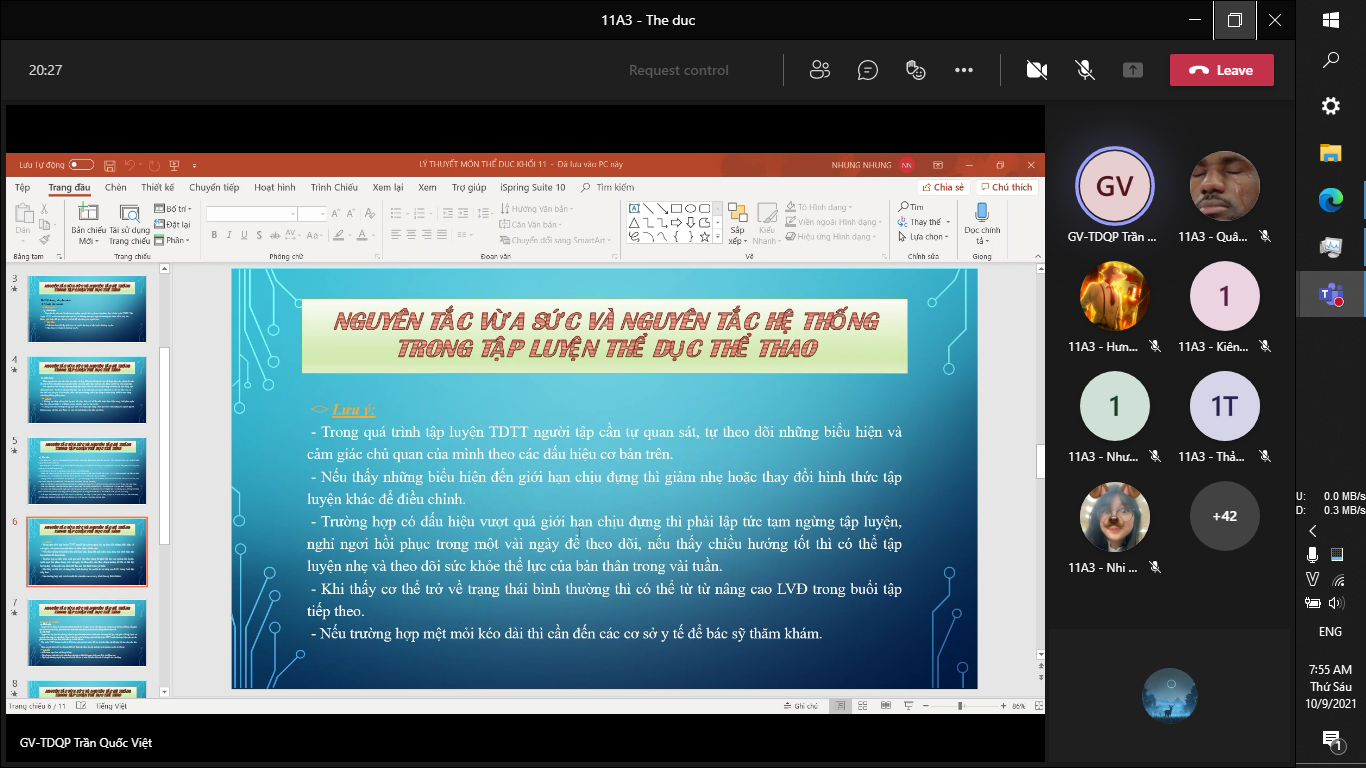 11A3 - The duc
20:27
Request control
Leave
Lưu Tự động
LÝ THUYẾT MÔN THỂ DỤC KHỐI 11 - Đã lưu vào PC này
NHUNG NHUNG
NN
Tệp Trang đầu Chèn Thiết kế Chuyển tiếp Hoạt hình Trình Chiếu Xem lại Xem Trợ giúp iSpring Suite 10 Tìm kiếm
Chia sẻ
Chú thích
Dán
Bản chiếu Mới
Tái sử dụng Trang chiếu
Bố trí
Đặt lại
Phần
Hướng Văn bản
Căn Văn bản
Chuyển đổi sang SmartArt
Sắp xếp
Kiểu Nhanh
Tô Hình dạng
Viền ngoài Hình dạng
Hiệu ứng Hình dạng
Tìm
Thay thế
Lựa chọn
Đọc chính tả
Bảng tạm
Trang chiếu
Phông chữ
Đoạn văn
Vẽ
Chỉnh sửa
Giọng
3
4
5
6
7
8
NGUYÊN TẮC VỪA SỨC VÀ NGUYÊN TẮC HỆ THỐNG
TRONG TẬP LUYỆN THỂ DỤC THỂ THAO
<> Lưu ý:
- Trong quá trình tập luyện TDTT người tập cần tự quan sát, tự theo dõi những biểu hiện và
cảm giác chủ quan của mình theo các dấu hiệu cơ bản trên.
- Nếu thấy những biểu hiện đến giới hạn chịu đựng thì giảm nhẹ hoặc thay đổi hình thức tập
luyện khác để điều chỉnh.
- Trường hợp có dấu hiệu vượt quá giới hạn chịu đựng thì phải lập tức tạm ngừng tập luyện,
nghỉ ngơi hồi phục trong một vài ngày để theo dõi, nếu thấy chiều hướng tốt thì có thể tập
luyện nhẹ và theo dõi sức khỏe thể lực của bản thân trong vài tuần.
- Khi thấy cơ thể trở về trạng thái bình thường thì có thể từ từ nâng cao LVĐ trong buổi tập
tiếp theo.
- Nếu trường hợp mệt mỏi kéo dài thì cần đến các cơ sở y tế để bác sỹ thăm khám.
Trang chiếu 6 / 11
Tiếng Việt
Ghi chú
86%
GV-TDQP Trần Quốc Việt
GV
GV-TDQP Trần ...
11A3 - Quâ...
11A3 - Hưn...
1
11A3 - Kiên...
1
11A3 - Như...
1T
11A3 - Thả...
11A3 - Nhi ...
+42
U: 0.0 MB/s
D: 0.3 MB/s
ENG
7:55 AM
Thứ Sáu
10/9/2021
1